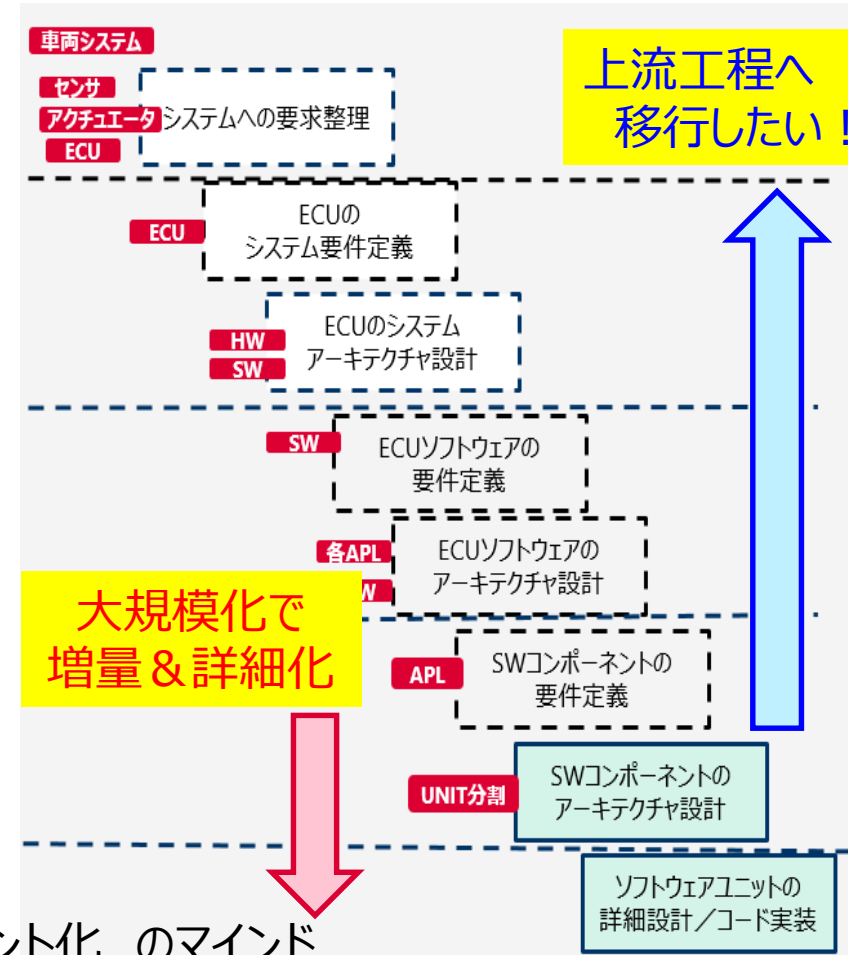 車両システム
上流工程へ
移行したい！
センサ
アクチュエータ
ECU
システムへの要求整理
ECU
ECUの
システム要件定義
HW
SW
ECUのシステム
アーキテクチャ設計
SW
ECUソフトウェアの
要件定義
各APL
W
ECUソフトウェアの
アーキテクチャ設計
大規模化で
増量＆詳細化
APL
SWコンポーネントの
要件定義
UNIT分割
SWコンポーネントの
アーキテクチャ設計
ソフトウェアユニットの
詳細設計／コード実装
ント化 のマインド